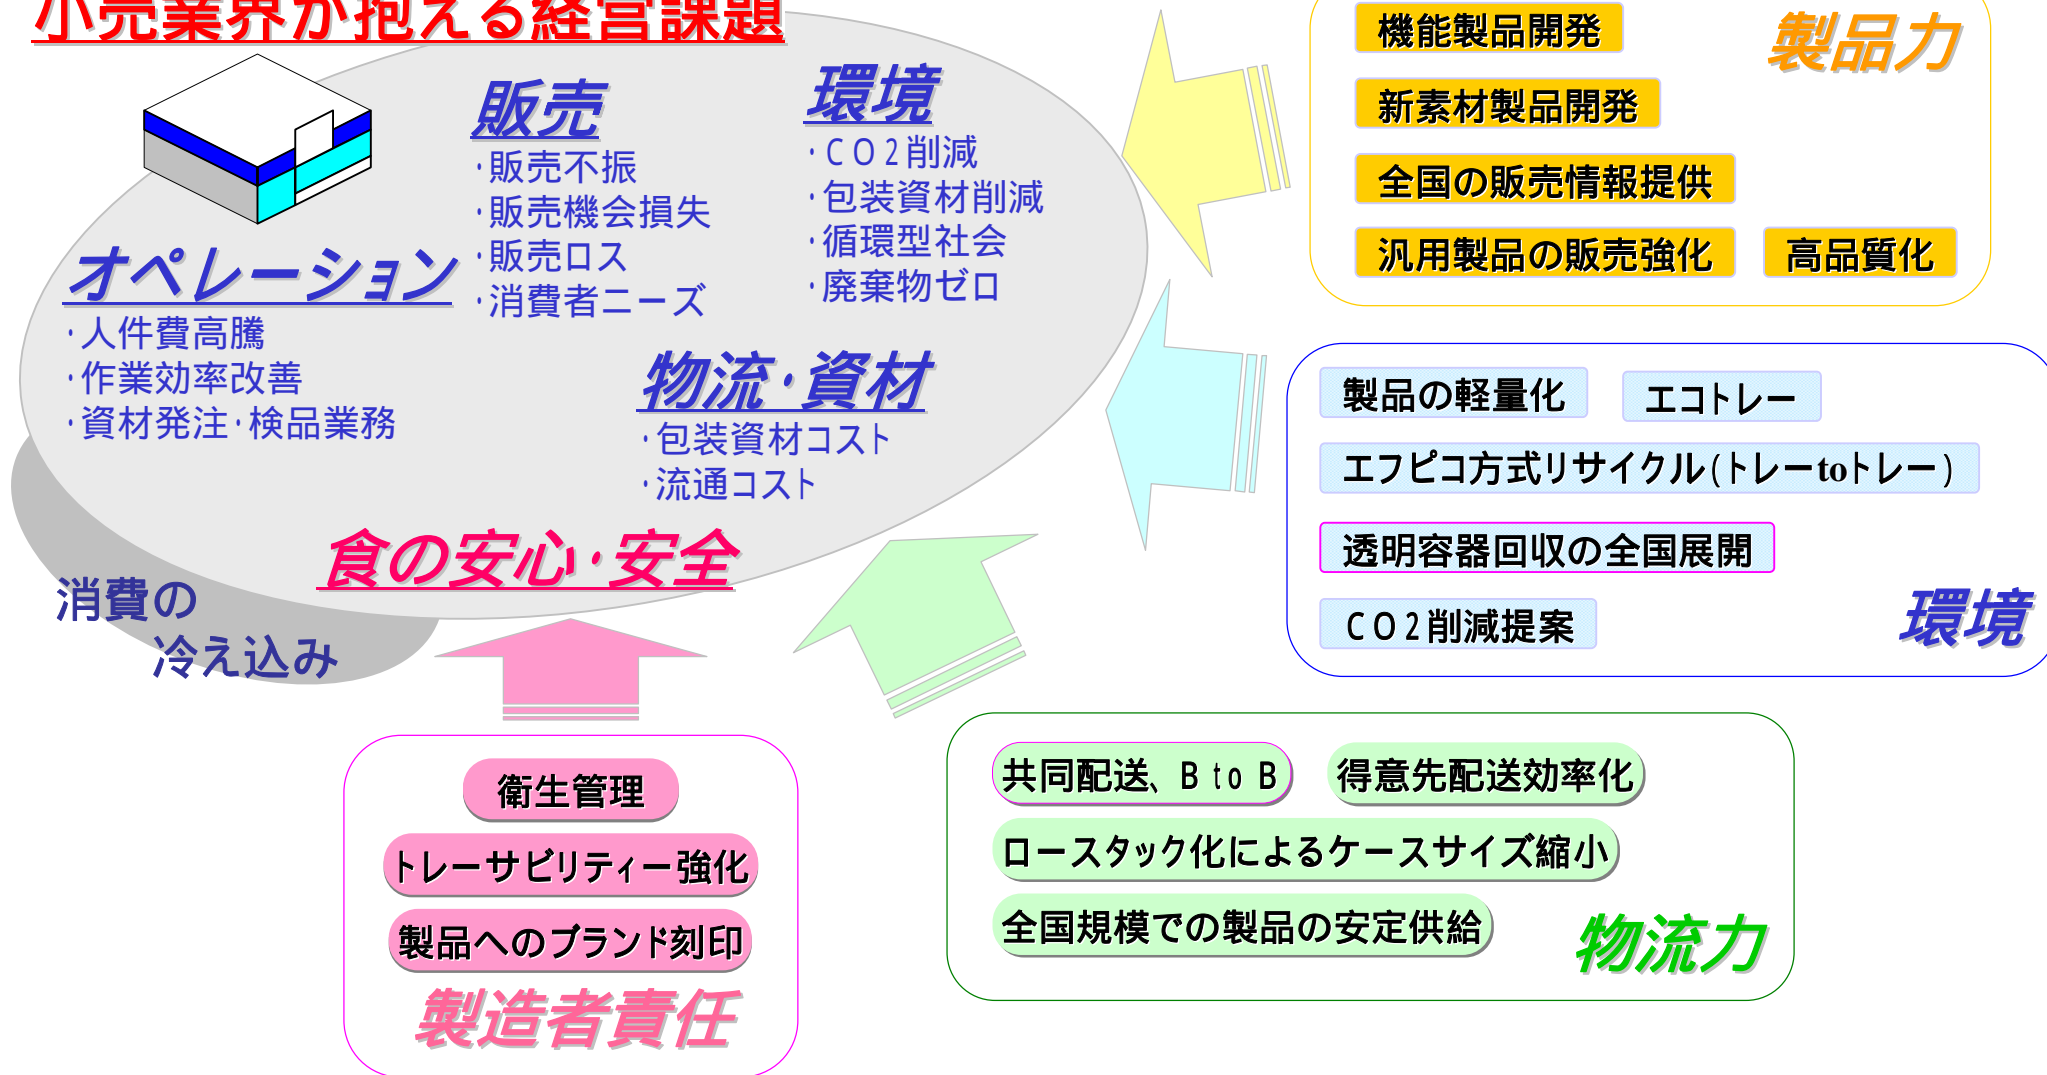 小売業界が抱える経営課題
販売
・販売不振
・販売機会損失
・販売ロス
・消費者ニーズ
環境
・CO2削減
・包装資材削減
・循環型社会
・廃棄物ゼロ
オペレーション
・人件費高騰
・作業効率改善
・資材発注・検品業務
物流・資材
・包装資材コスト
・流通コスト
食の安心・安全
消費の
冷え込み
機能製品開発
製品力
新素材製品開発
全国の販売情報提供
汎用製品の販売強化
高品質化
製品の軽量化
エコトレー
エフピコ方式リサイクル(トレーtoトレー)
透明容器回収の全国展開
CO2削減提案
環境
衛生管理
トレーサビリティー強化
製品へのブランド刻印
製造者責任
共同配送、B to B
得意先配送効率化
ロースタック化によるケースサイズ縮小
全国規模での製品の安定供給
物流力